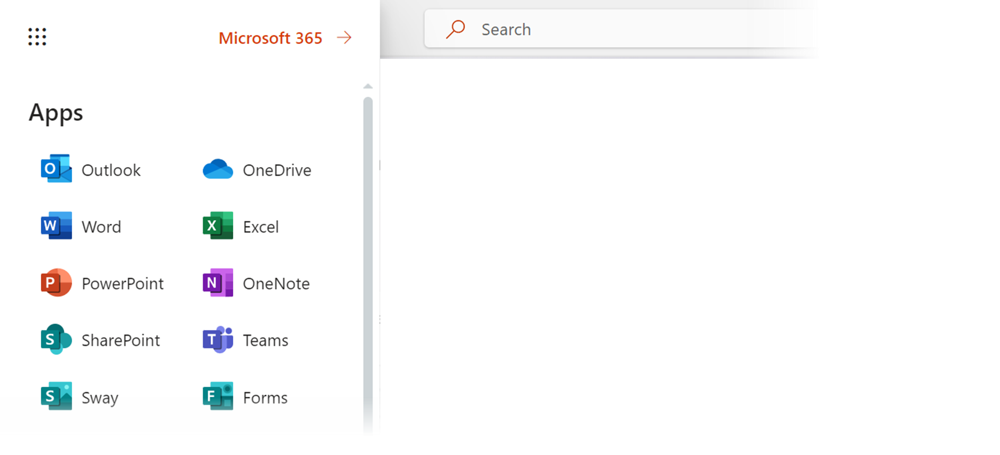 Microsoft 365
Search
Apps
O Outlook
OneDrive
W Word
X Excel
P PowerPoint
N OneNote
S SharePoint
T Teams
S Sway
F Forms